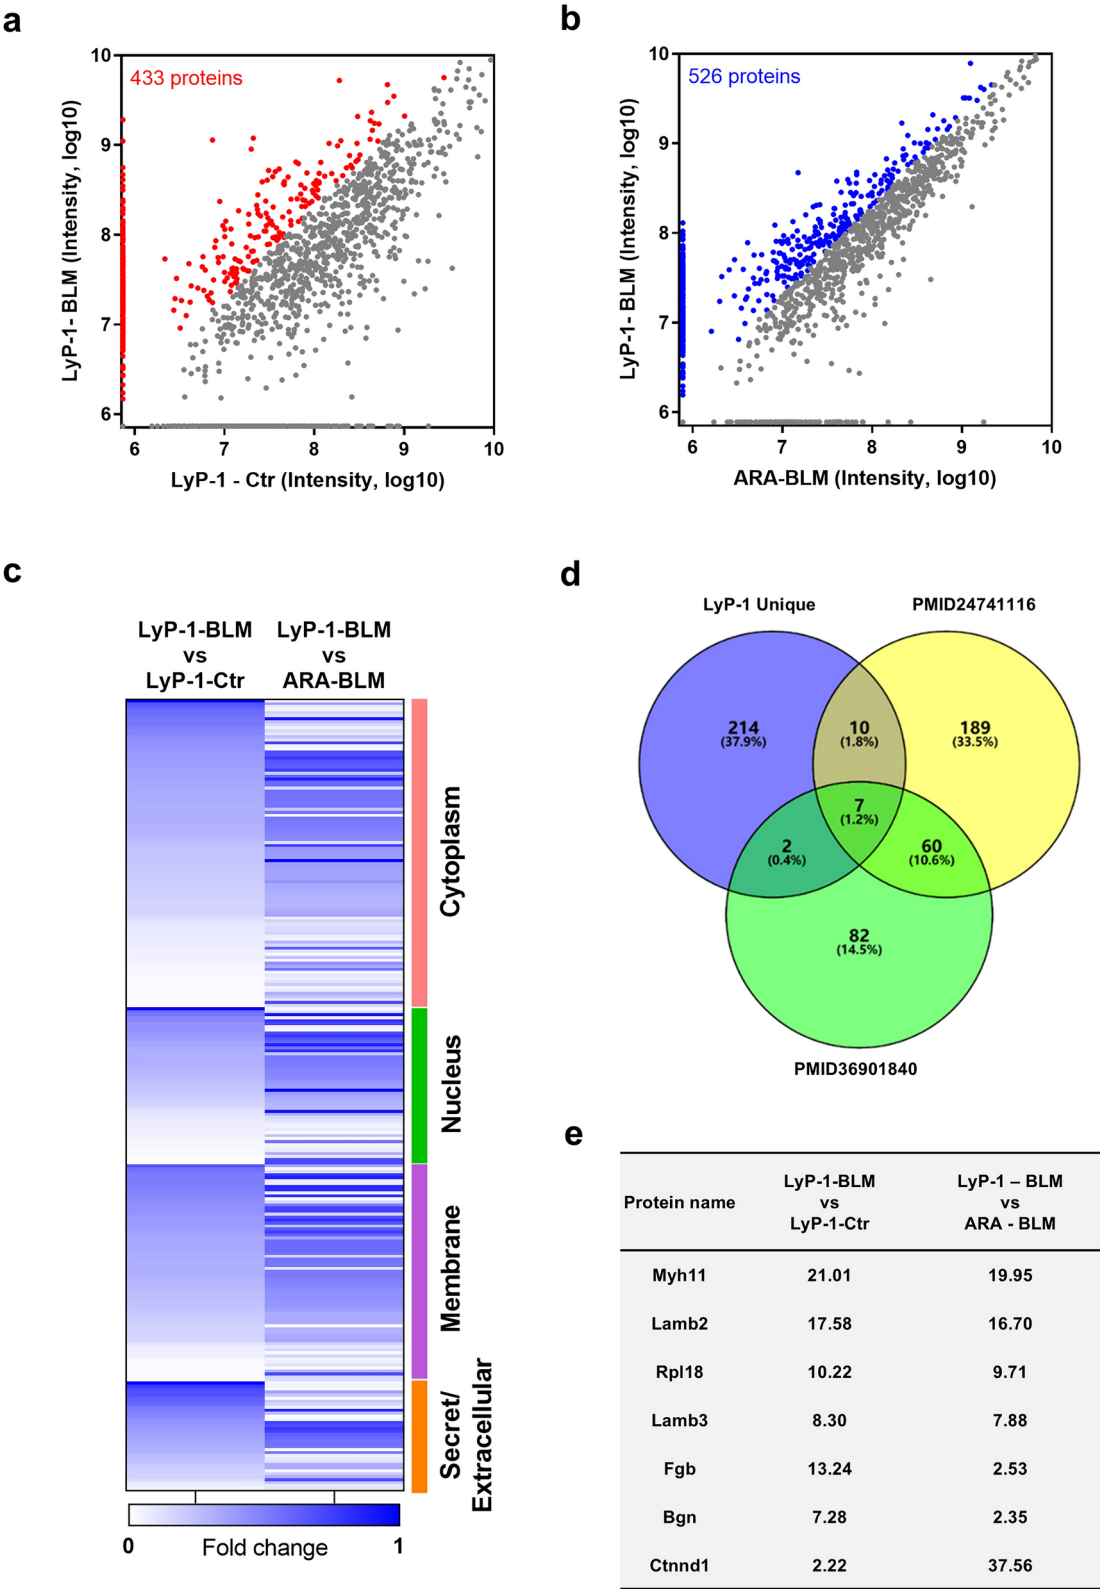 a
433 proteins
LyP-1- BLM (Intensity, log10)
10
9
8
7
6
6 7 8 9 10
LyP-1 - Ctr (Intensity, log10)
b
526 proteins
LyP-1- BLM (Intensity, log10)
10
9
8
7
6
6 7 8 9 10
ARA-BLM (Intensity, log10)
c
LyP-1-BLM
vs
LyP-1-Ctr
LyP-1-BLM
vs
ARA-BLM
Cytoplasm
Nucleus
Membrane
Secret/
Extracellular
0 Fold change 1
d
LyP-1 Unique
PMID24741116
214
(37.9%)
10
(1.8%)
189
(33.5%)
7
(1.2%)
2
(0.4%)
60
(10.6%)
82
(14.5%)
PMID36901840
e
Protein name
LyP-1-BLM
vs
LyP-1-Ctr
LyP-1 – BLM
vs
ARA - BLM
Myh11 21.01 19.95
Lamb2 17.58 16.70
Rpl18 10.22 9.71
Lamb3 8.30 7.88
Fgb 13.24 2.53
Bgn 7.28 2.35
Ctnnd1 2.22 37.56